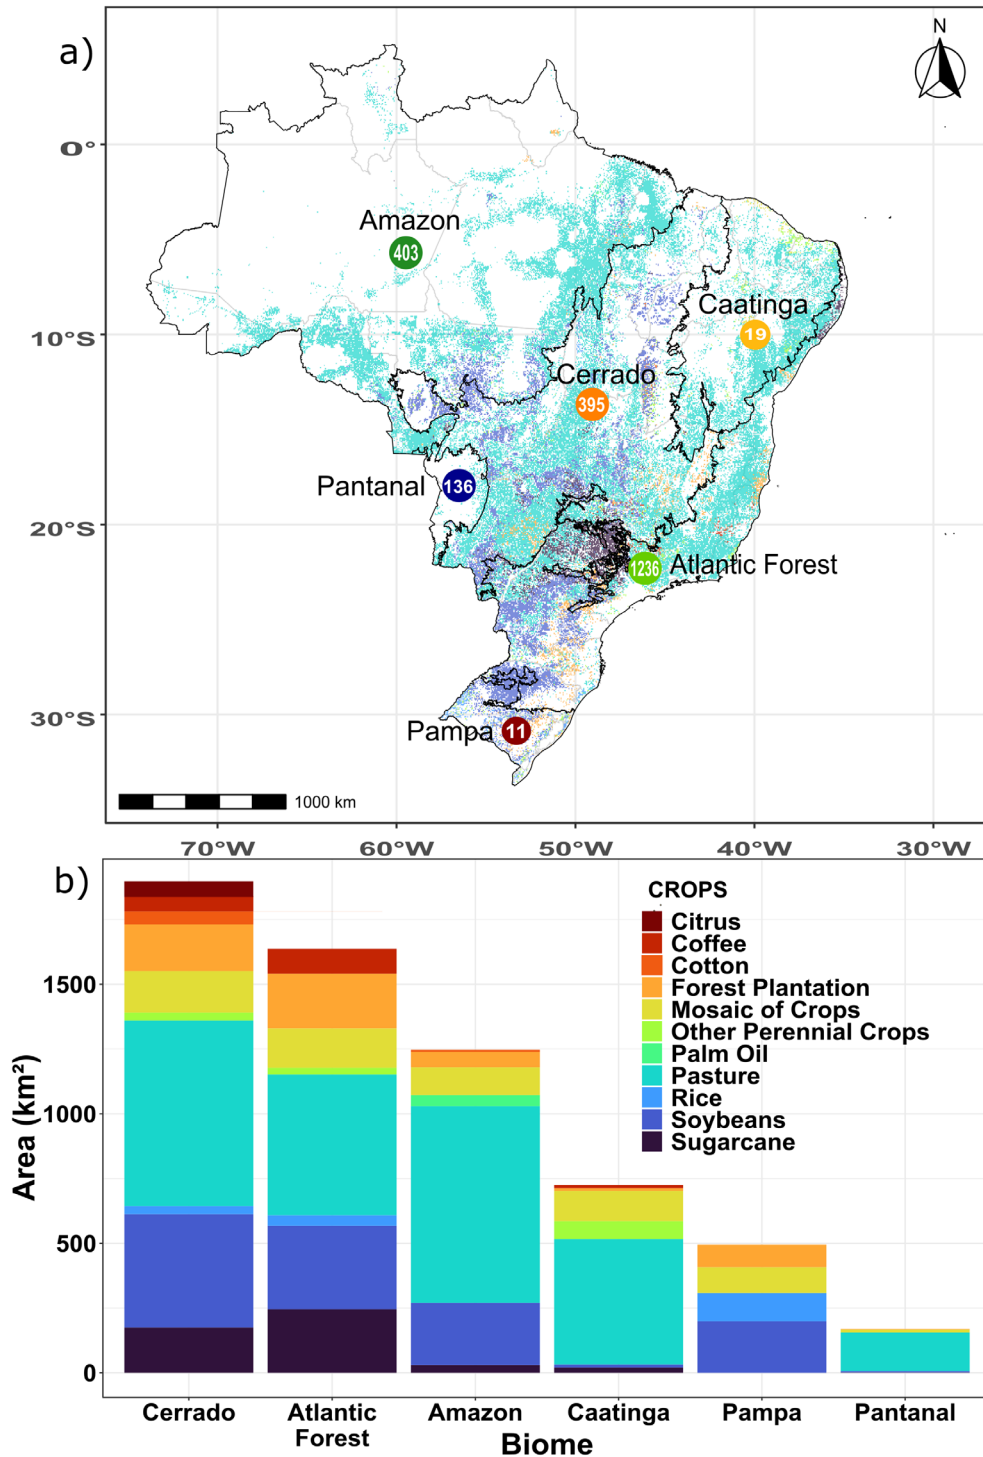 a)
N
0°
10°S
20°S
30°S
Amazon
403
Caatinga
19
Cerrado
395
Pantanal
136
1236
Atlantic Forest
Pampa
11
1000 km
70°W
60°W
50°W
40°W
30°W
b)
CROPS
Citrus
Coffee
Cotton
Forest Plantation
Mosaic of Crops
Other Perennial Crops
Palm Oil
Pasture
Rice
Soybeans
Sugarcane
Area (km²)
1500
1000
500
0
Cerrado
Atlantic
Forest
Amazon
Caatinga
Pampa
Pantanal
Biome